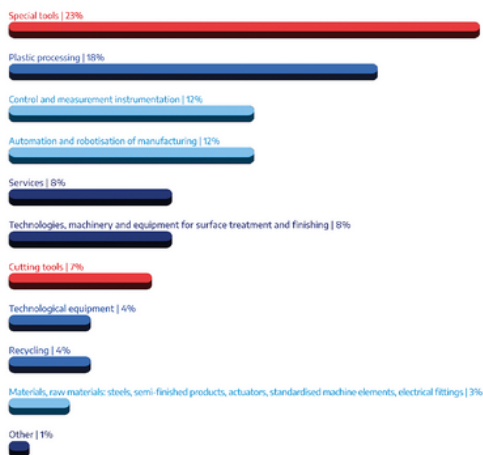 Special tools | 23%
Plastic processing | 18%
Control and measurement instrumentation | 12%
Automation and robotisation of manufacturing | 12%
Services | 8%
Technologies, machinery and equipment for surface treatment and finishing | 8%
Cutting tools | 7%
Technological equipment | 4%
Recycling | 4%
Materials, raw materials: steels, semi-finished products, actuators, standardised machine elements, electrical fittings | 3%
Other | 1%